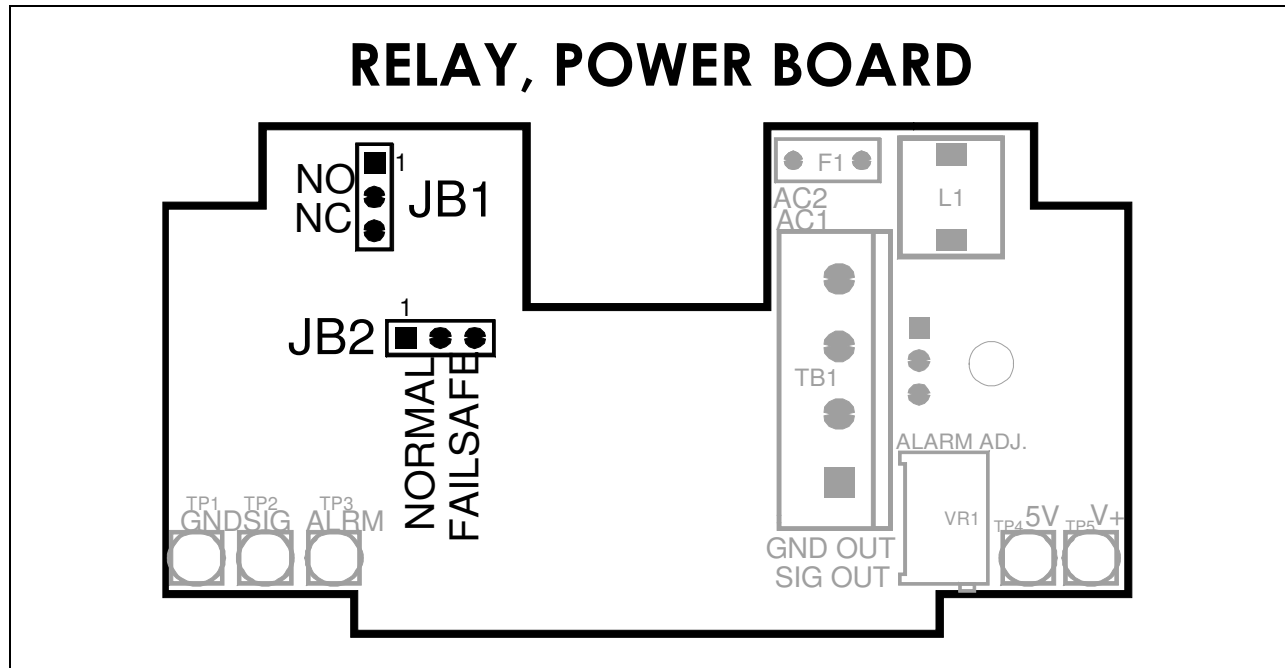 RELAY, POWER BOARD
NO
NC
1
JB1
F1
AC2
AC1
L1
JB2
1
NORMAL
FAILSAFE
TB1
ALARM ADJ.
VR1
TP1
GND
TP2
SIG
TP3
ALRM
GND OUT
SIG OUT
TP4
5V
TP5
V+